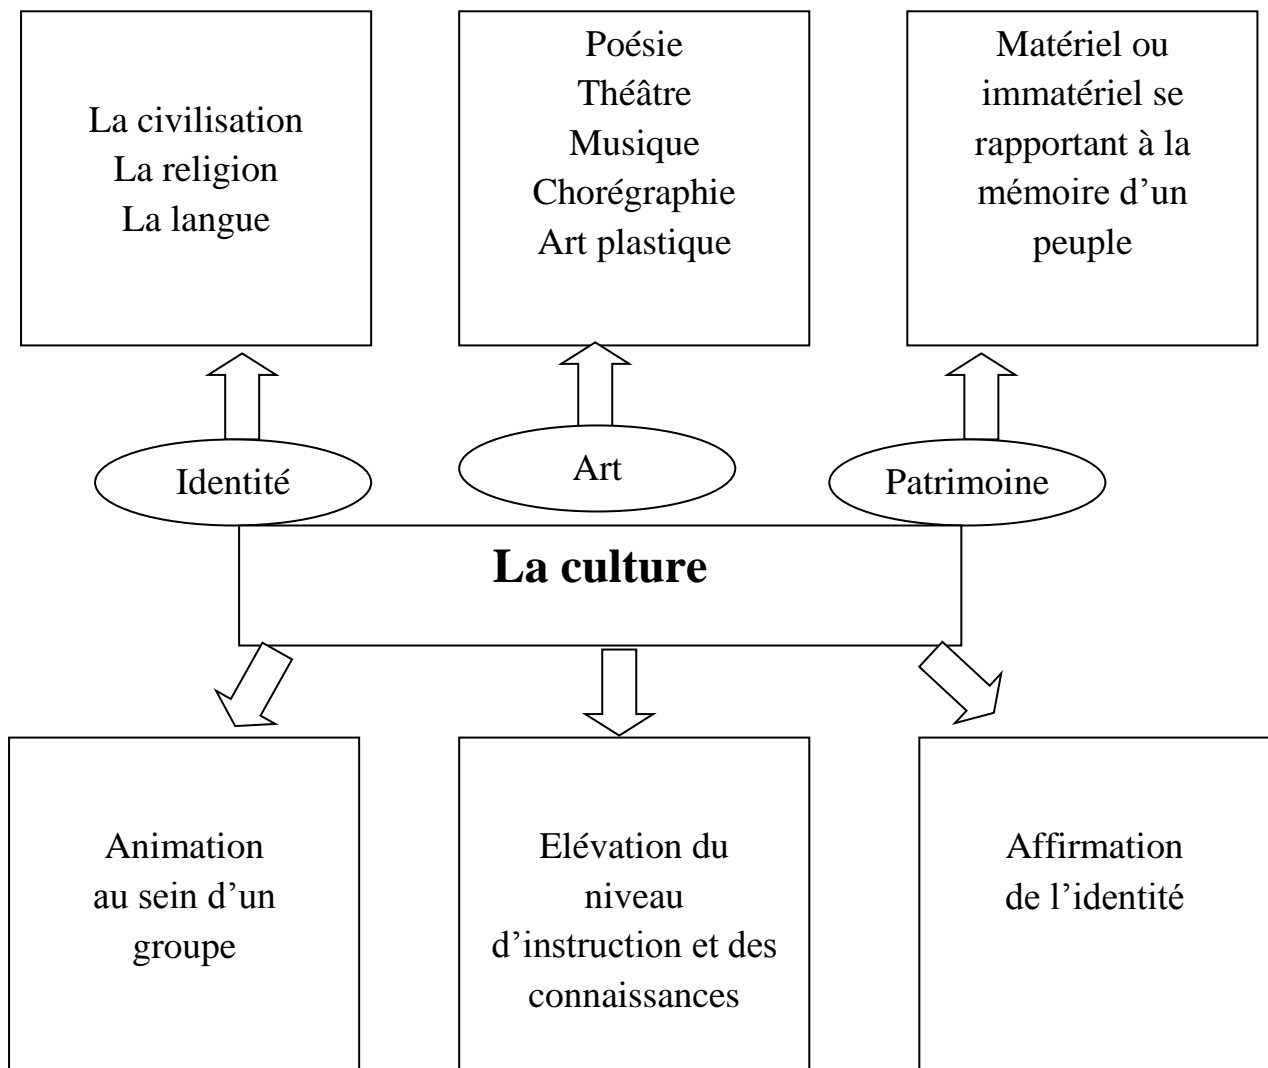 La civilisation
La religion
La langue
Poésie
Théâtre
Musique
Chorégraphie
Art plastique
Matériel ou
immatériel se
rapportant à la
mémoire d’un
peuple
Identité
Art
Patrimoine
La culture
Animation
au sein d’un
groupe
Elévation du
niveau
d’instruction et des
connaissances
Affirmation
de l’identité